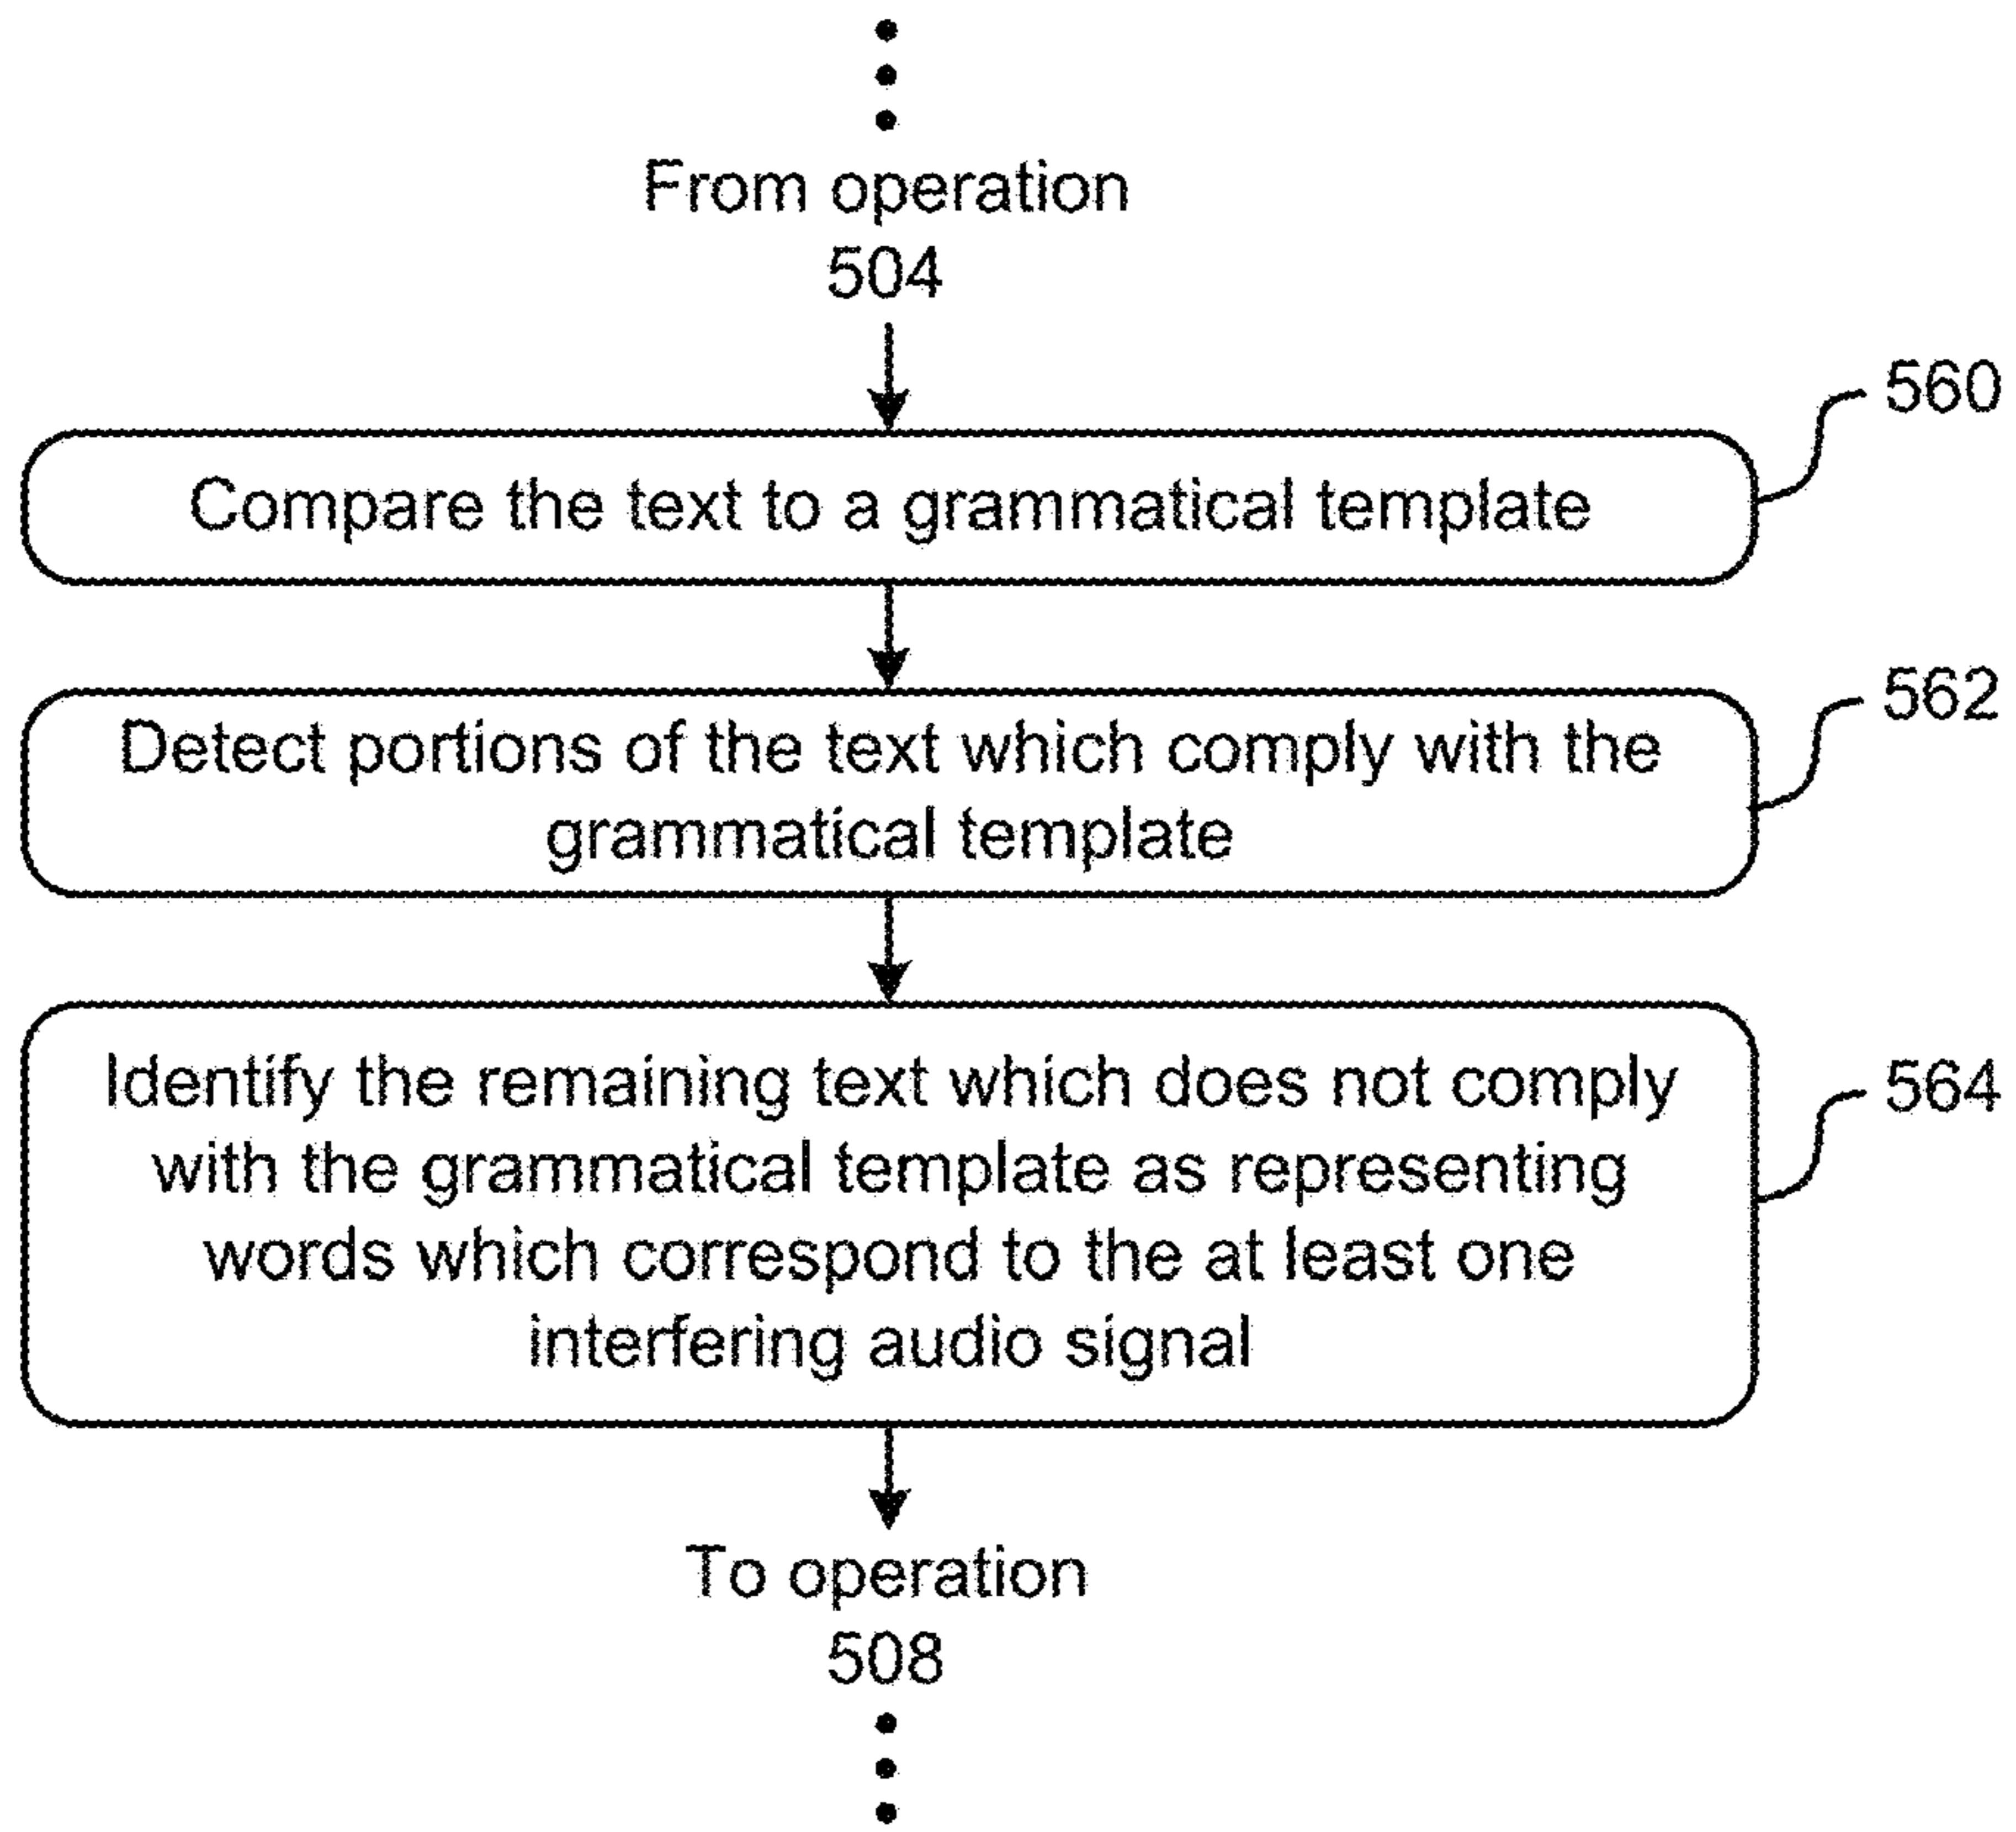 From operation
504
560
Compare the text to a grammatical template
562
Detect portions of the text which comply with the
grammatical template
564
Identify the remaining text which does not comply
with the grammatical template as representing
words which correspond to the at least one
interfering audio signal
To operation
508